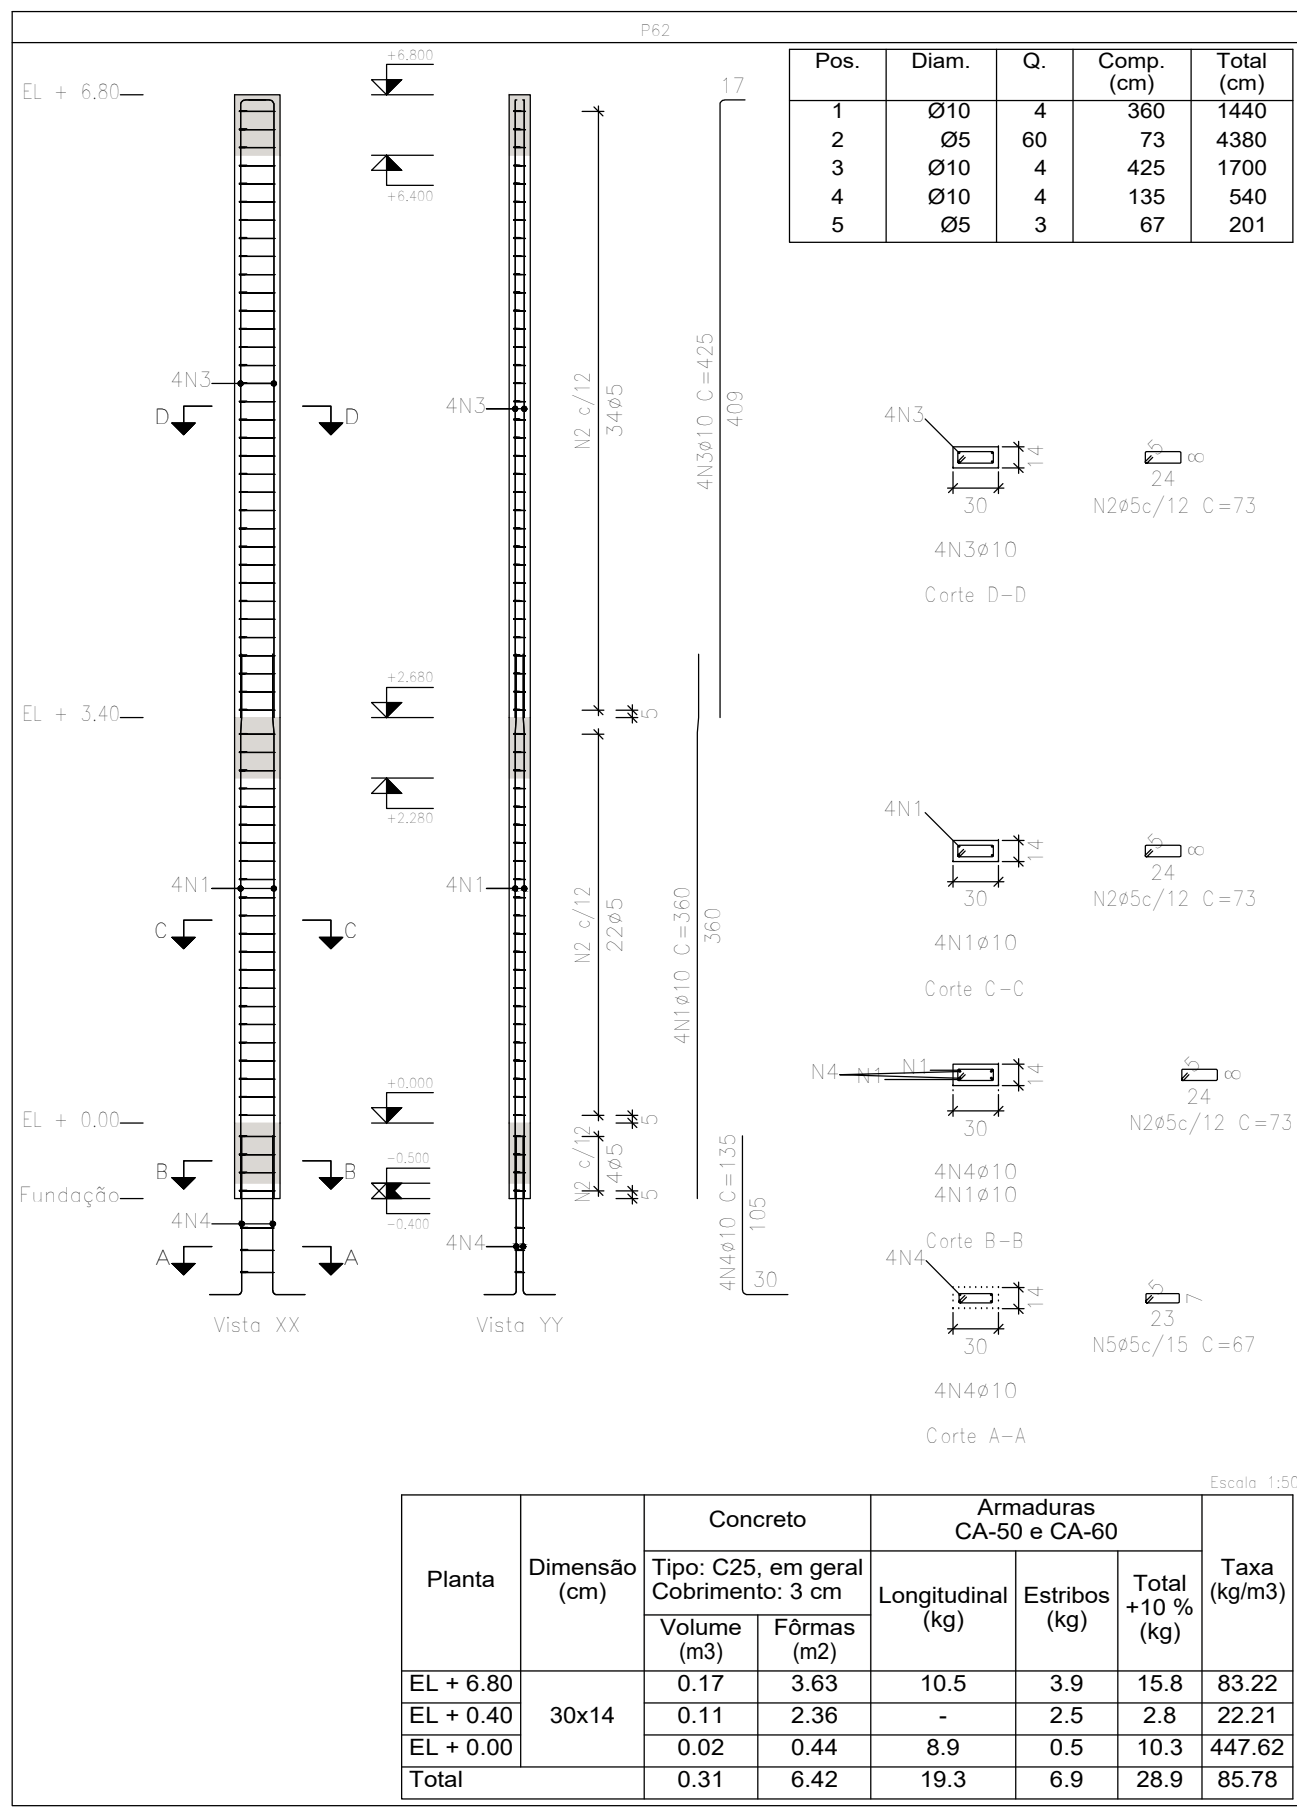 P62
Pos. Diam. Q. Comp. (cm) Total (cm)
1 Ø10 4 360 1440
2 Ø5 60 73 4380
3 Ø10 4 425 1700
4 Ø10 4 135 540
5 Ø5 3 67 201
EL + 6.80
+6.800
+6.400
17
4N3
D D
4N3
N2 c/12
34ø5
4N3ø10 C=425
409
4N3
14
30
4N3ø10
Corte D-D
5
8
24
N2ø5c/12 C=73
EL + 3.40
+2.680
+2.280
5
4N1
C C
4N1
N2 c/12
22ø5
4N1ø10 C=360
360
4N1
14
30
4N1ø10
Corte C-C
5
8
24
N2ø5c/12 C=73
EL + 0.00
+0.000
5
B B
-0.500
-0.400
Fundação
N2 c/12
4ø5
5
N4 N1 N1
14
30
4N4ø10
4N1ø10
Corte B-B
5
8
24
N2ø5c/12 C=73
4N4
A A
4N4
4N4ø10 C=135
105
30
4N4
14
30
4N4ø10
Corte A-A
5
7
23
N5ø5c/15 C=67
Vista XX
Vista YY
Escala 1:50
Planta
Dimensão (cm)
Concreto
Tipo: C25, em geral
Cobrimento: 3 cm
Volume (m3)
Fôrmas (m2)
Armaduras
CA-50 e CA-60
Longitudinal (kg)
Estribos (kg)
Total +10 % (kg)
Taxa (kg/m3)
EL + 6.80 0.17 3.63 10.5 3.9 15.8 83.22
EL + 0.40 30x14 0.11 2.36 - 2.5 2.8 22.21
EL + 0.00 0.02 0.44 8.9 0.5 10.3 447.62
Total 0.31 6.42 19.3 6.9 28.9 85.78